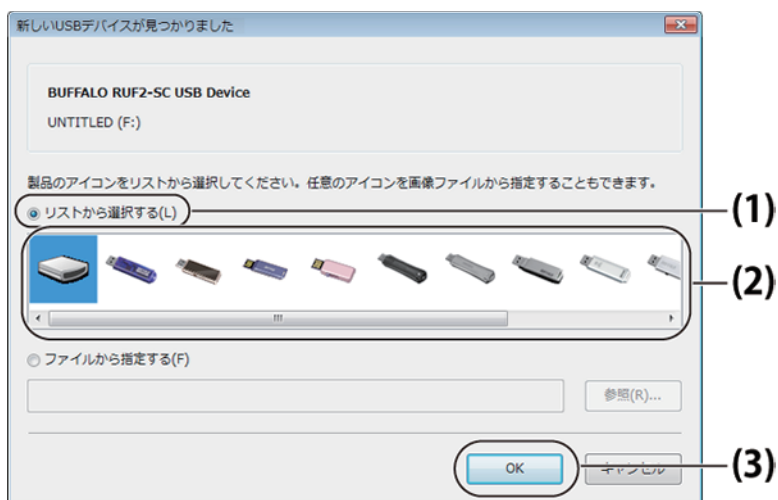 新しいUSBデバイスが見つかりました
BUFFALO RUF2-SC USB Device
UNTITLED (F:)
製品のアイコンをリストから選択してください。任意のアイコンを画像ファイルから指定することもできます。
リストから選択する(L)
(1)
(2)
ファイルから指定する(F)
参照(R)...
OK
キャンセル
(3)